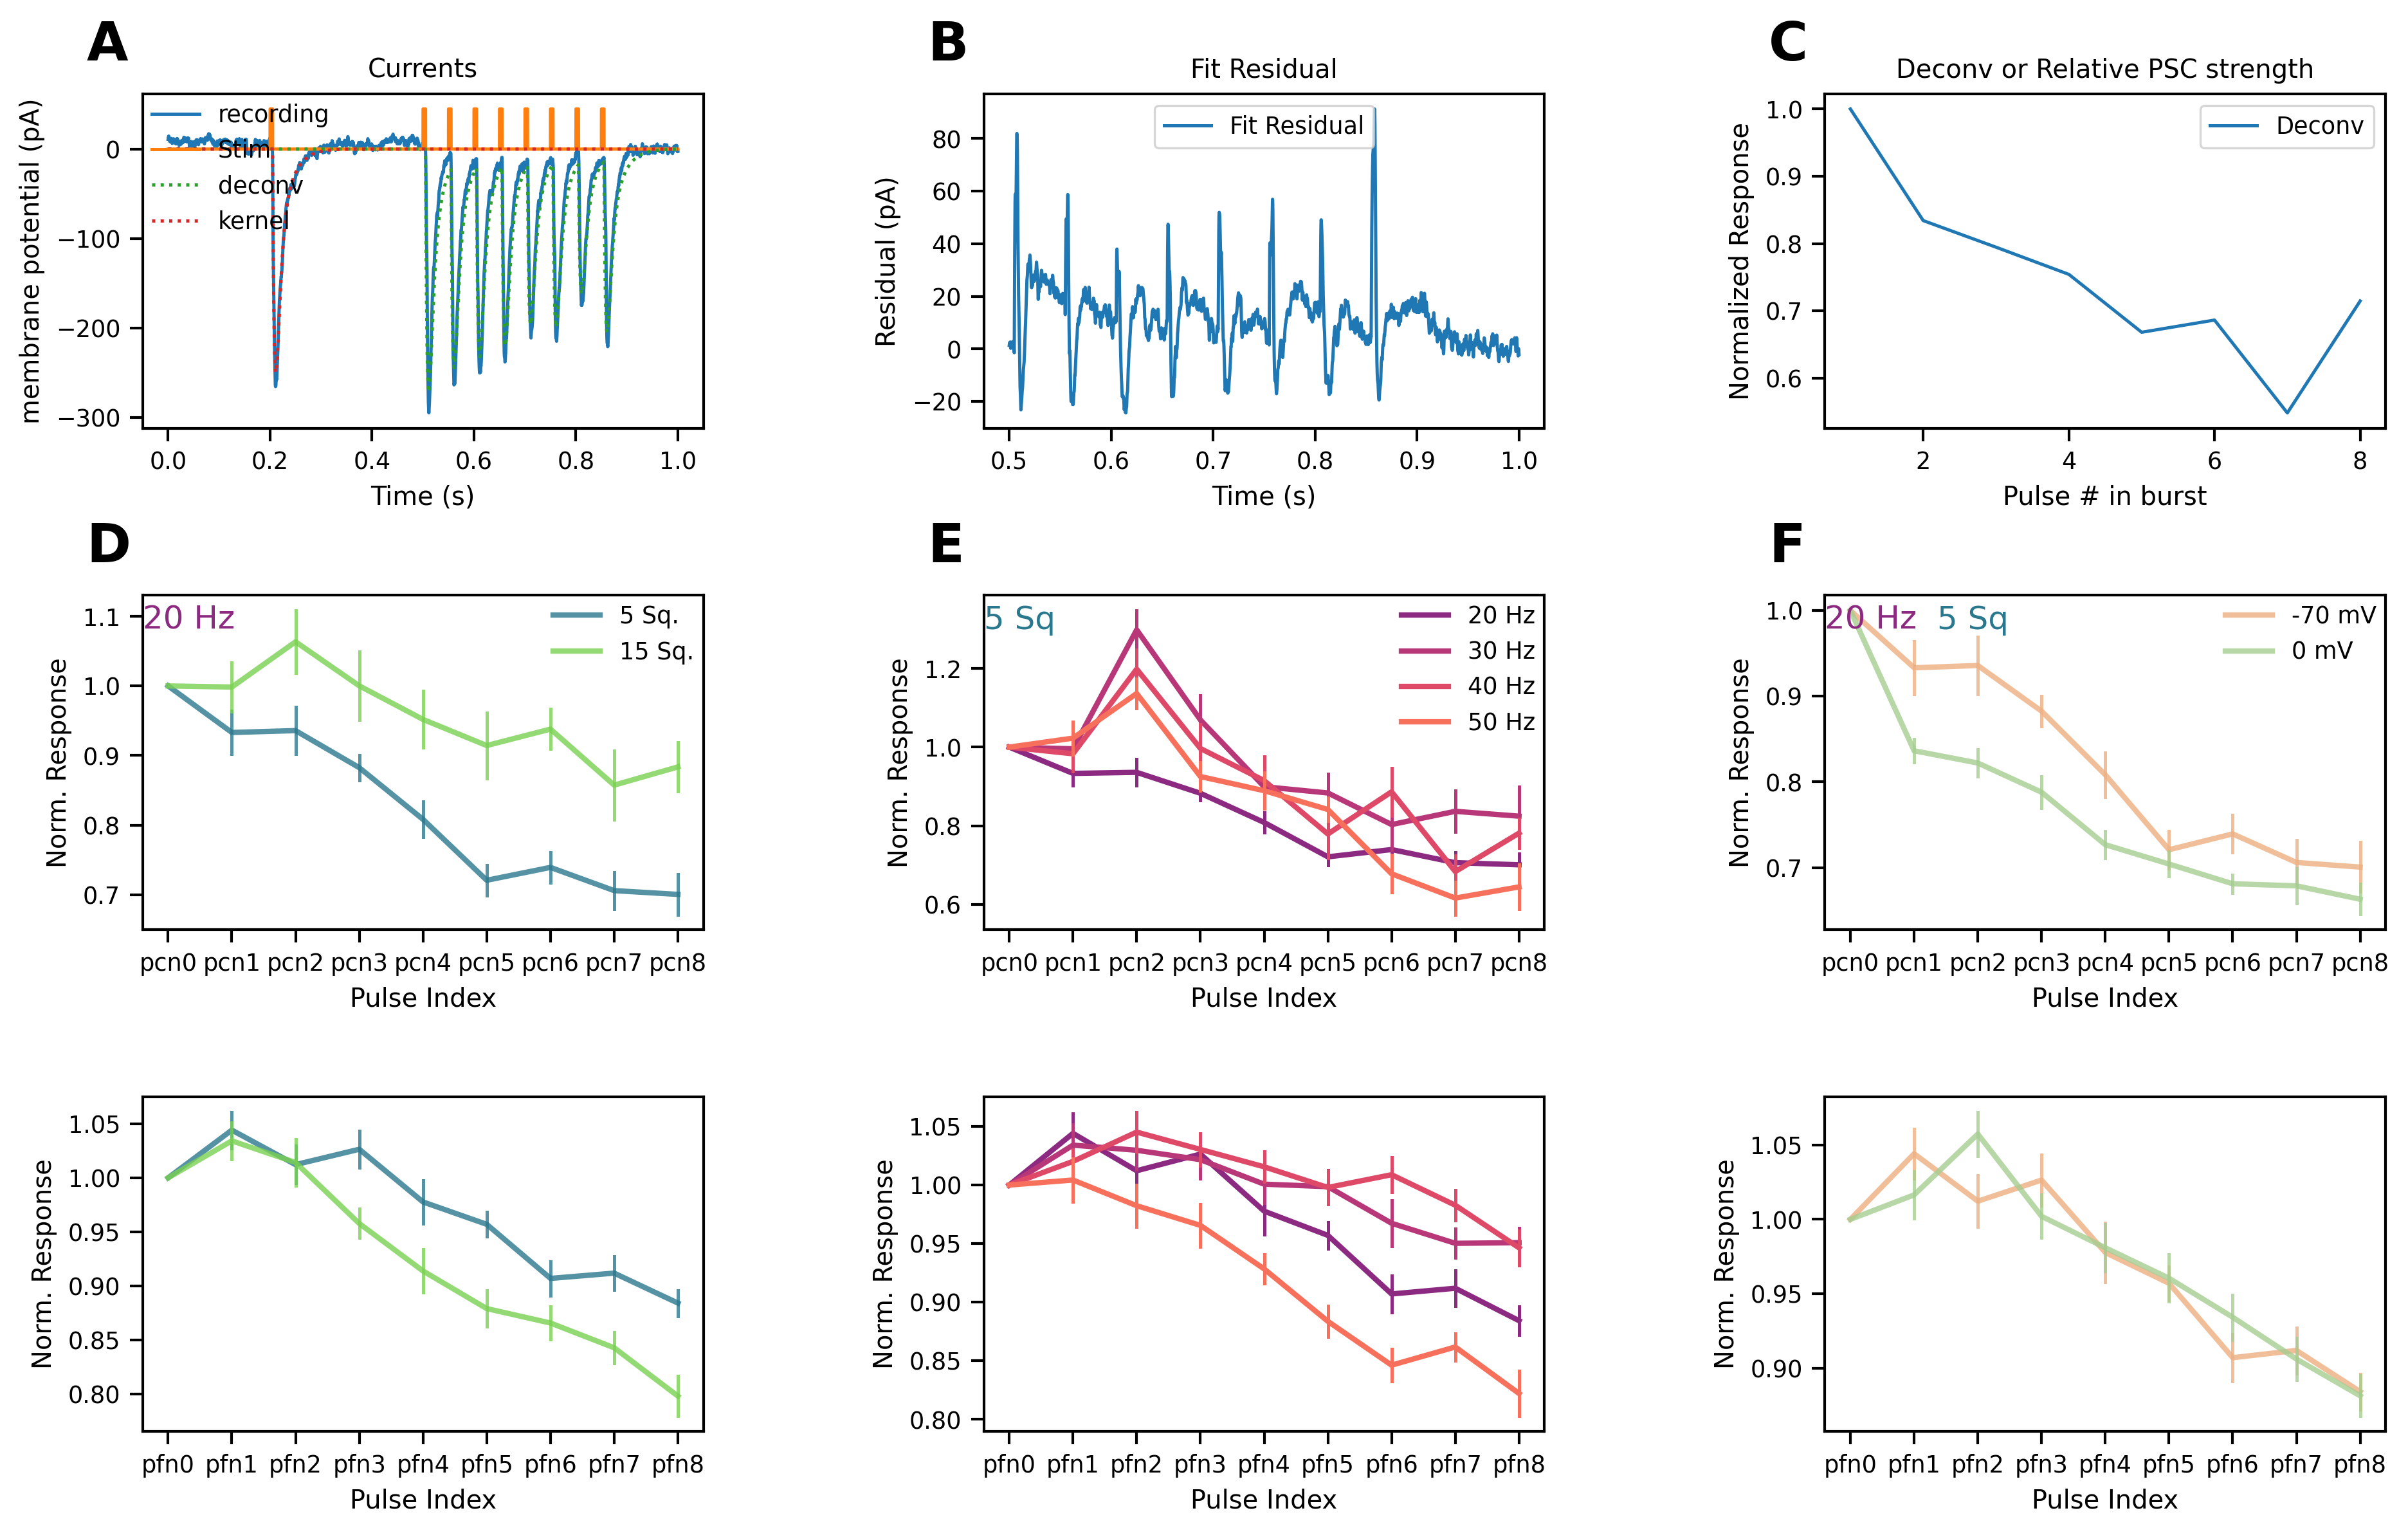 A
Currents
recording
Stim
deconv
kernel
membrane potential (pA)
0
−100
−200
−300
0.0 0.2 0.4 0.6 0.8 1.0
Time (s)
B
Fit Residual
Fit Residual
Residual (pA)
80
60
40
20
0
−20
0.5 0.6 0.7 0.8 0.9 1.0
Time (s)
C
Deconv or Relative PSC strength
Deconv
Normalized Response
1.0
0.9
0.8
0.7
0.6
2 4 6 8
Pulse # in burst
D
20 Hz
5 Sq.
15 Sq.
Norm. Response
1.1
1.0
0.9
0.8
0.7
pcn0 pcn1 pcn2 pcn3 pcn4 pcn5 pcn6 pcn7 pcn8
Pulse Index
E
5 Sq
20 Hz
30 Hz
40 Hz
50 Hz
Norm. Response
1.2
1.0
0.8
0.6
pcn0 pcn1 pcn2 pcn3 pcn4 pcn5 pcn6 pcn7 pcn8
Pulse Index
F
20 Hz 5 Sq
-70 mV
0 mV
Norm. Response
1.0
0.9
0.8
0.7
pcn0 pcn1 pcn2 pcn3 pcn4 pcn5 pcn6 pcn7 pcn8
Pulse Index
Norm. Response
1.05
1.00
0.95
0.90
0.85
0.80
pfn0 pfn1 pfn2 pfn3 pfn4 pfn5 pfn6 pfn7 pfn8
Pulse Index
Norm. Response
1.05
1.00
0.95
0.90
0.85
0.80
pfn0 pfn1 pfn2 pfn3 pfn4 pfn5 pfn6 pfn7 pfn8
Pulse Index
Norm. Response
1.05
1.00
0.95
0.90
pfn0 pfn1 pfn2 pfn3 pfn4 pfn5 pfn6 pfn7 pfn8
Pulse Index